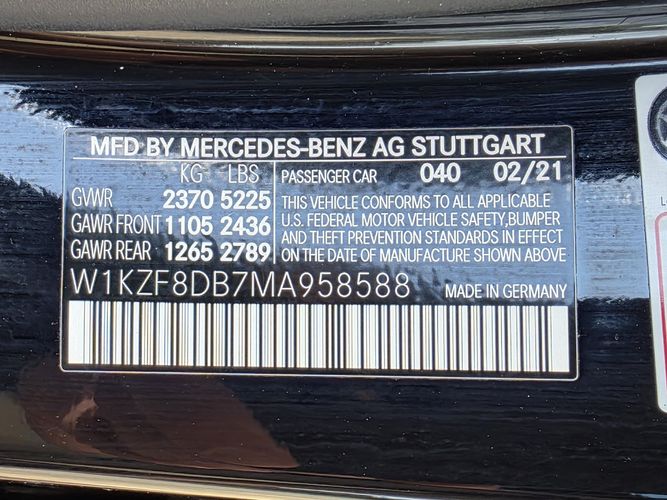 MFD BY MERCEDES-BENZ AG STUTTGART
KG LBS
GVWR 2370 5225
GAWR FRONT 1105 2436
GAWR REAR 1265 2789
PASSENGER CAR 040 02/21
THIS VEHICLE CONFORMS TO ALL APPLICABLE
U.S. FEDERAL MOTOR VEHICLE SAFETY,BUMPER
AND THEFT PREVENTION STANDARDS IN EFFECT
ON THE DATE OF MANUFACTURE SHOWN ABOVE
W1KZF8DB7MA958588 MADE IN GERMANY